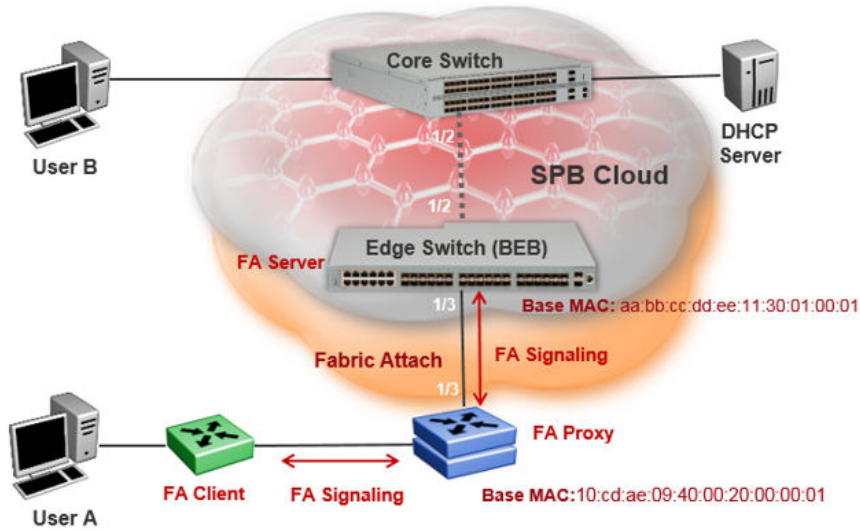 Core Switch
User B
DHCP
Server
1/2
SPB Cloud
1/2
Edge Switch (BEB)
FA Server
1/3
Base MAC: aa:bb:cc:dd:ee:11:30:01:00:01
Fabric Attach
FA Signaling
1/3
FA Proxy
FA Client
FA Signaling
Base MAC:10:cd:ae:09:40:00:20:00:00:01
User A